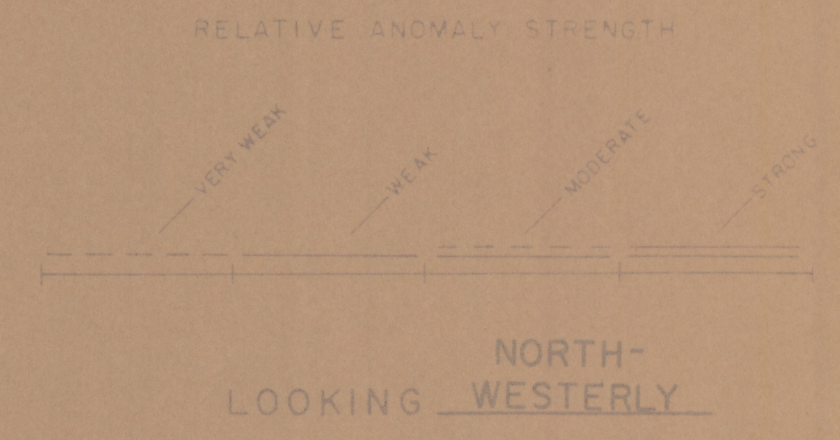 RELATIVE ANOMALY STRENGTH
VERY WEAK
WEAK
MODERATE
STRONG
LOOKING NORTH-
WESTERLY